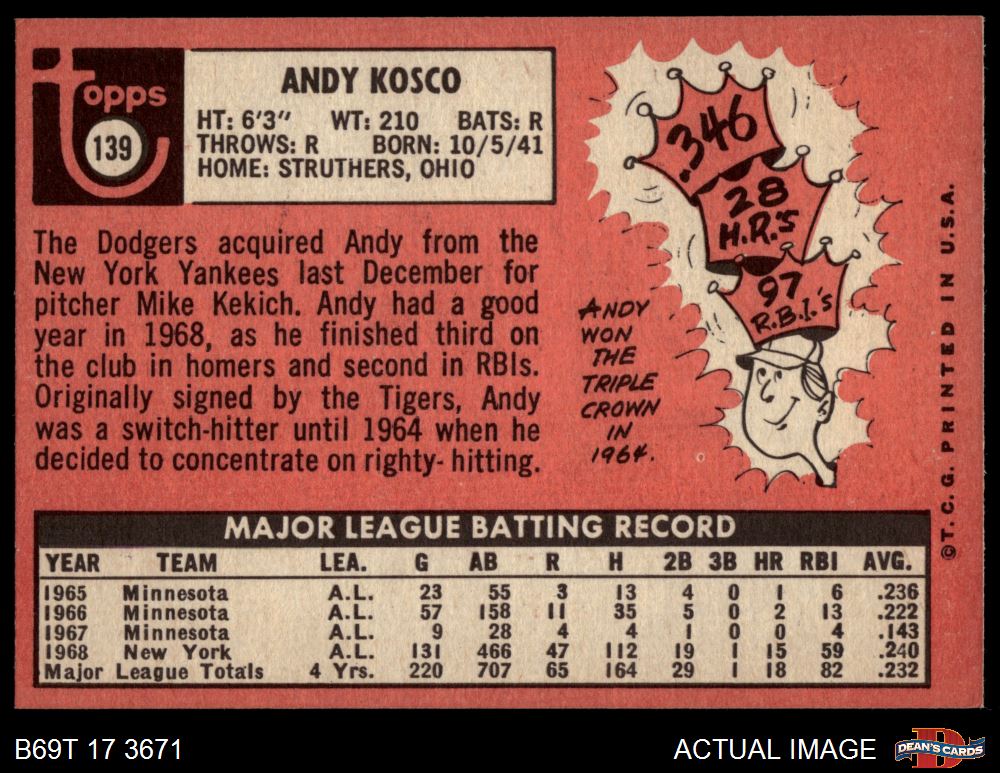 topps
139
ANDY KOSCO
HT: 6'3" WT: 210 BATS: R
THROWS: R BORN: 10/5/41
HOME: STRUTHERS, OHIO
The Dodgers acquired Andy from the
New York Yankees last December for
pitcher Mike Kekich. Andy had a good
year in 1968, as he finished third on
the club in homers and second in RBIs.
Originally signed by the Tigers, Andy
was a switch-hitter until 1964 when he
decided to concentrate on righty- hitting.
.346
28
H.R.'S
97
R.B.I.'s
ANDY
WON
THE
TRIPLE
CROWN
IN
1964.
©T. C. G. PRINTED IN U.S.A.
MAJOR LEAGUE BATTING RECORD
YEAR TEAM LEA. G AB R H 2B 3B HR RBI AVG.
1965 Minnesota A.L. 23 55 3 13 4 0 1 6 .236
1966 Minnesota A.L. 57 158 11 35 5 0 2 13 .222
1967 Minnesota A.L. 9 28 4 4 1 0 0 4 .143
1968 New York A.L. 131 466 47 112 19 1 15 59 .240
Major League Totals 4 Yrs. 220 707 65 164 29 1 18 82 .232
B69T 17 3671
ACTUAL IMAGE
D
DEAN'S CARDS